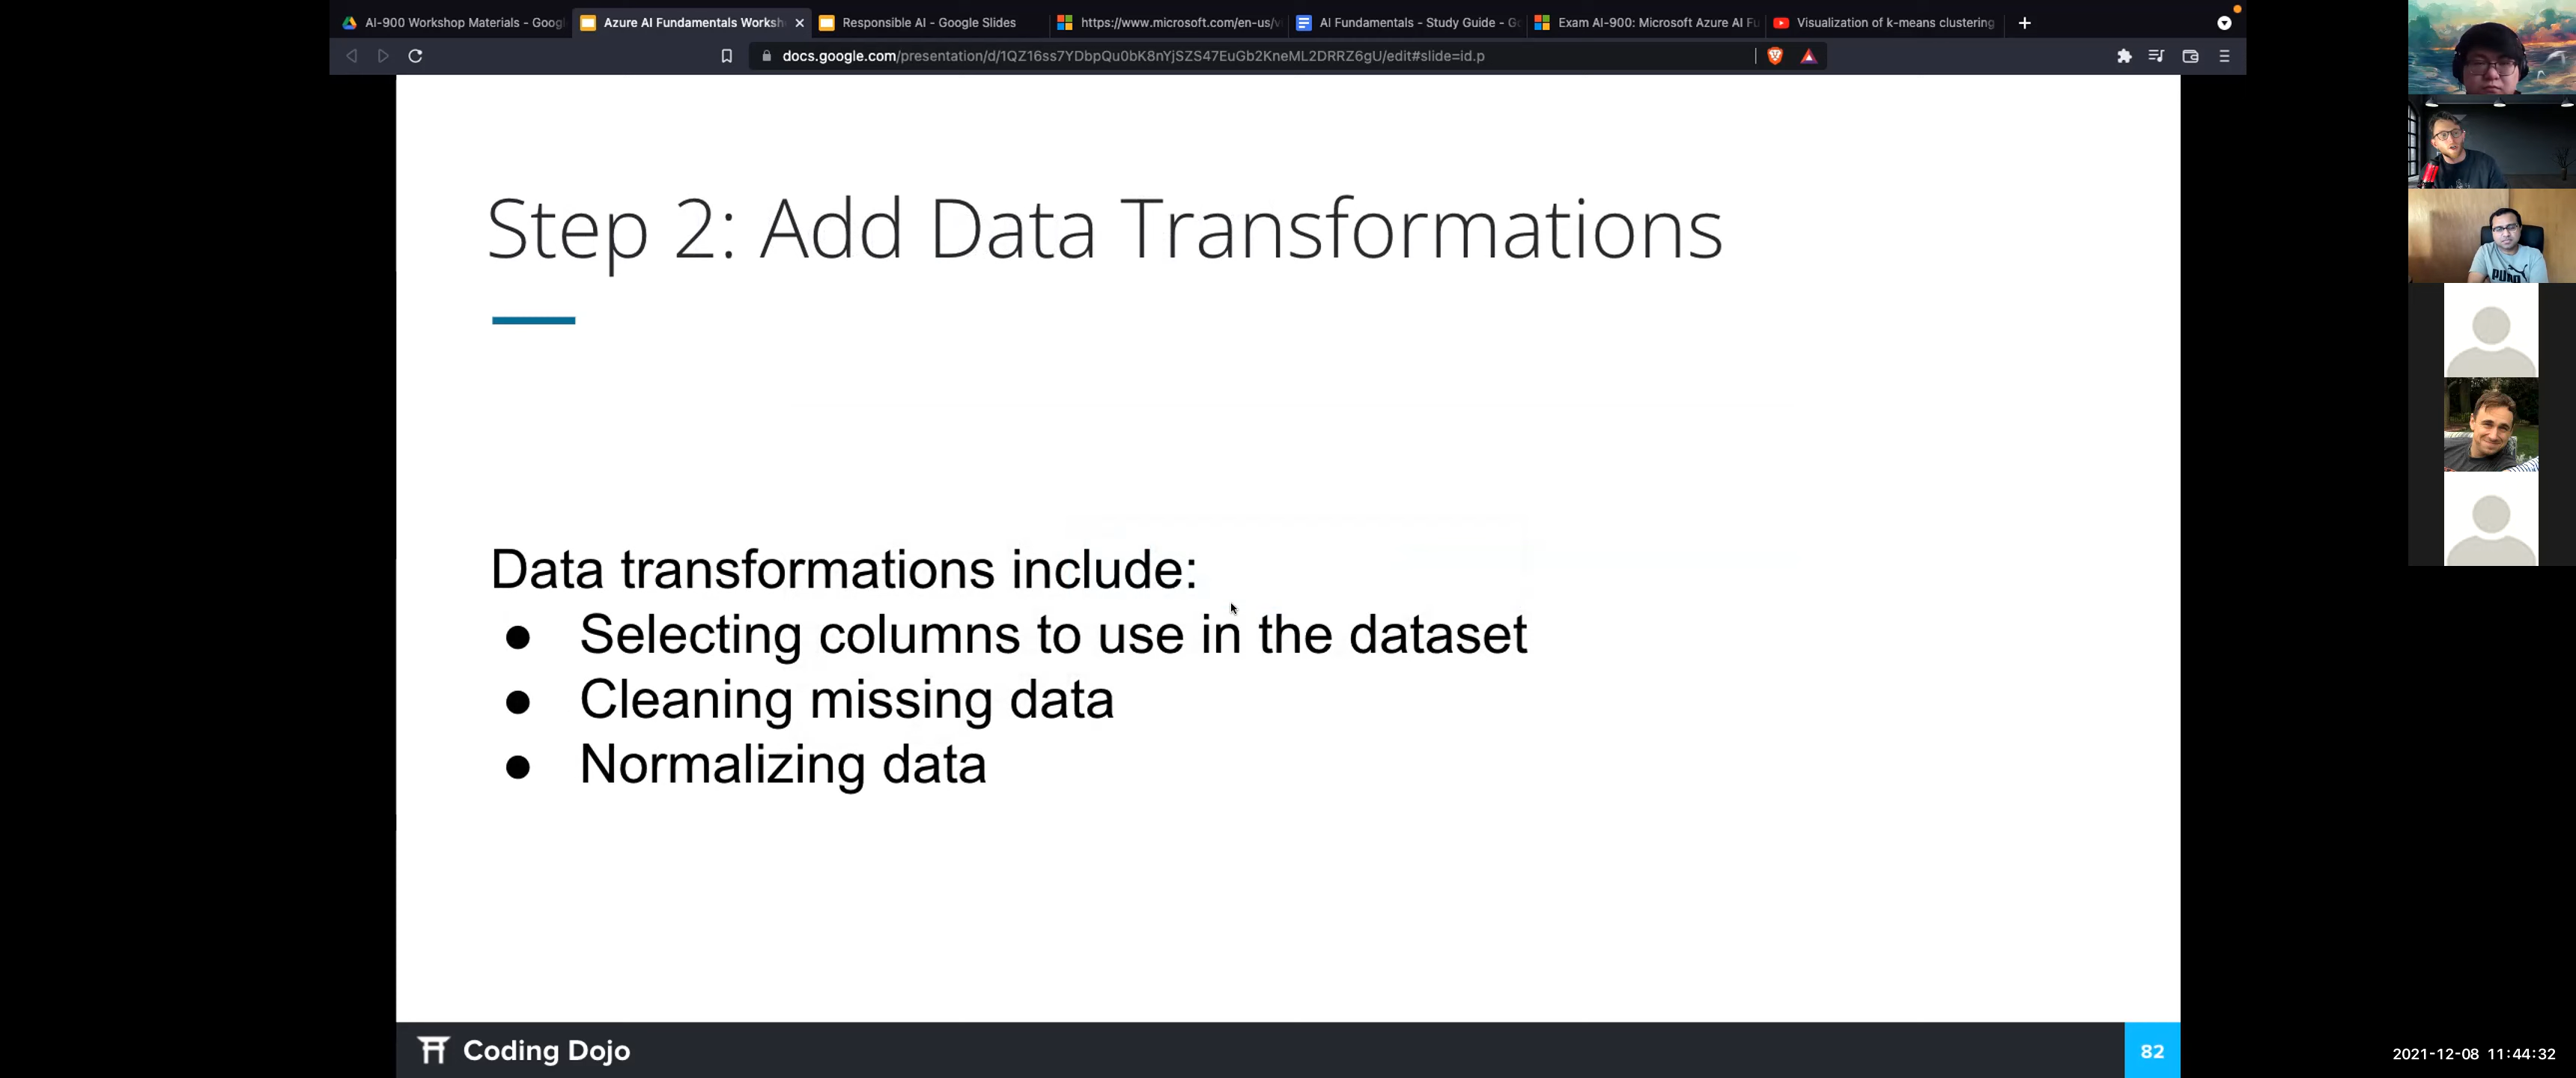 AI-900 Workshop Materials - Googl
Azure AI Fundamentals Worksh
Responsible AI - Google Slides
https://www.microsoft.com/en-us/v
AI Fundamentals - Study Guide - G
Exam AI-900: Microsoft Azure AI Fu
Visualization of k-means clustering
docs.google.com/presentation/d/1QZ16ss7YDbpQu0bK8nYjSZS47EuGb2KneML2DRRZ6gU/edit#slide=id.p
Step 2: Add Data Transformations
Data transformations include:
● Selecting columns to use in the dataset
● Cleaning missing data
● Normalizing data
Coding Dojo
82
2021-12-08 11:44:32